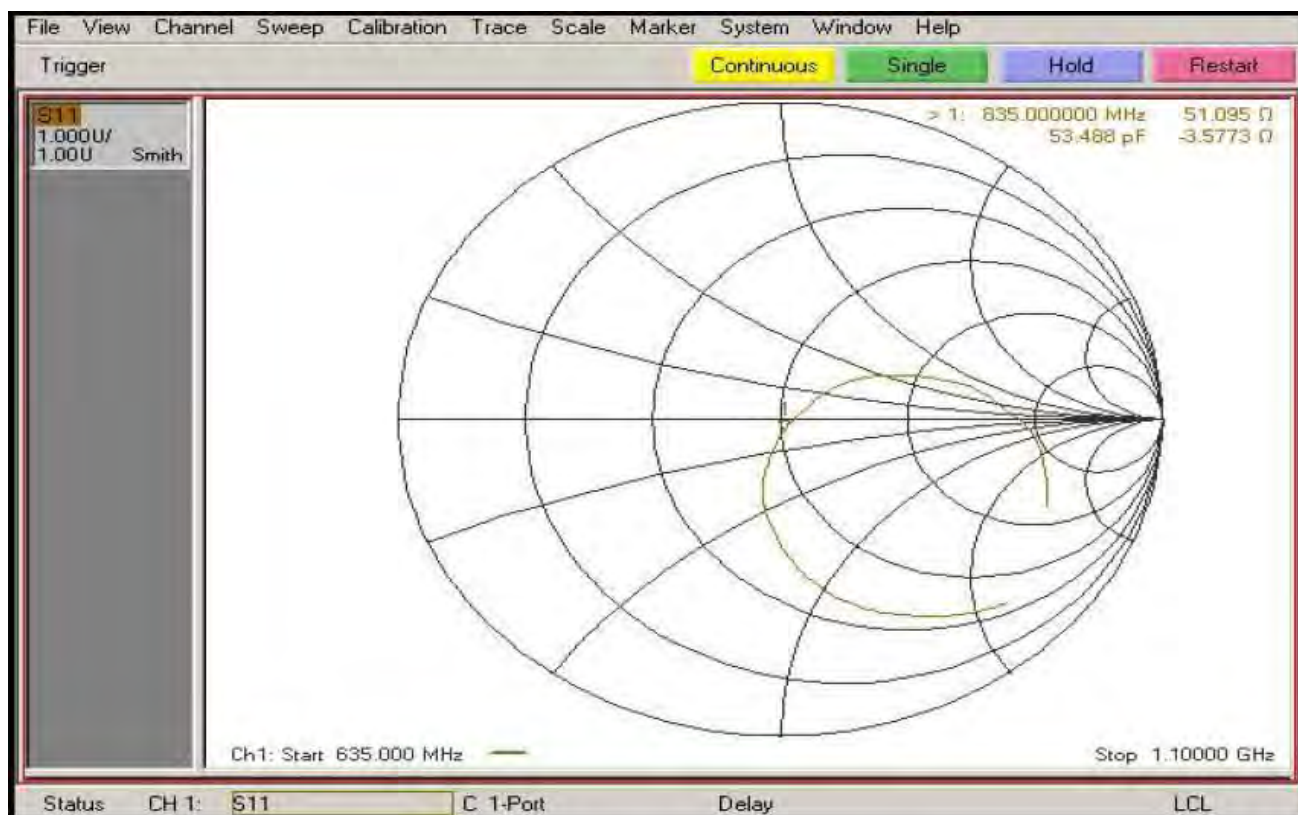 File View Channel Sweep Calibration Trace Scale Marker System Window Help
Trigger Continuous Single Hold Restart
S11
1.000U/
1.00U Smith
> 1: 835.000000 MHz 51.095 Ω
53.488 pF -3.5773 Ω
1
Ch1: Start 635.000 MHz
Stop 1.10000 GHz
Status CH 1: S11 C 1-Port Delay LCL